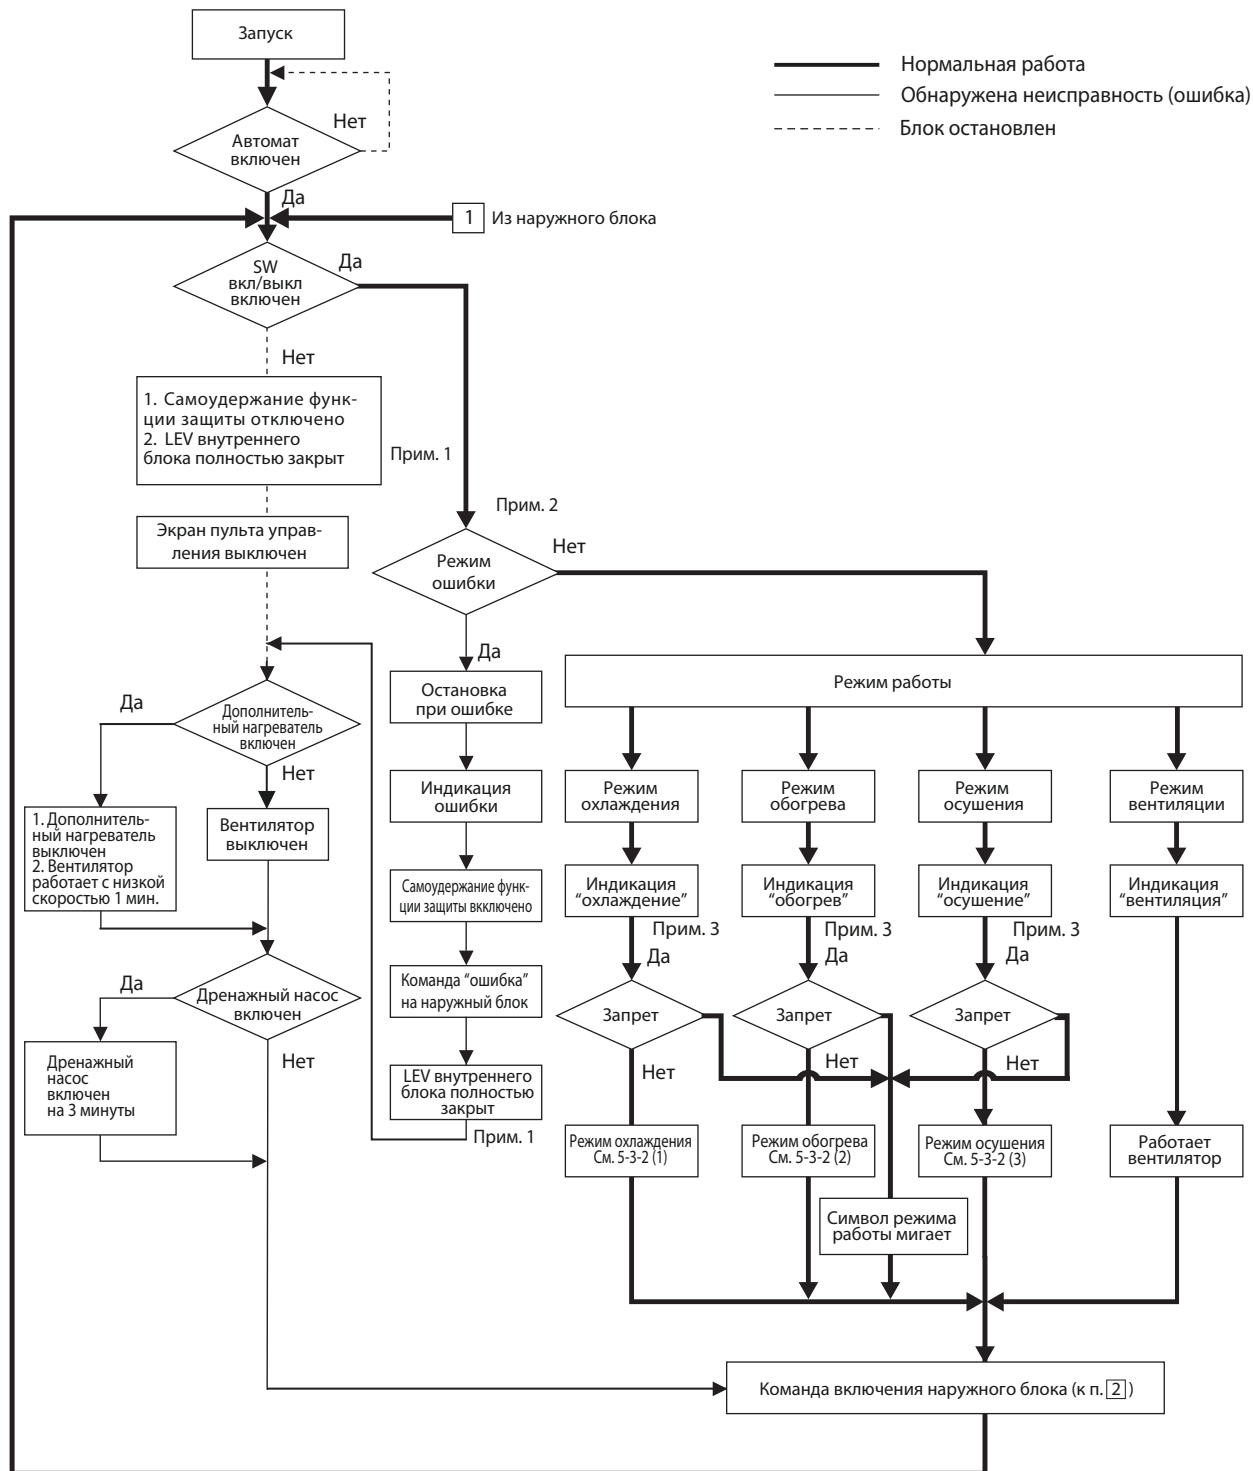 Запуск
Нормальная работа
Обнаружена неисправность (ошибка)
Блок остановлен
Нет
Автомат
включен
Да
1 Из наружного блока
SW
вкл/выкл
включен
Да
Нет
1. Самоудержание функ-
ции защиты отключено
2. LEV внутреннего
блока полностью закрыт
Прим. 1
Экран пульта управ-
ления выключен
Прим. 2
Режим
ошибки
Нет
Да
Остановка
при ошибке
Режим работы
Да
Дополнитель-
ный нагреватель
включен
Нет
1. Дополнитель-
ный нагреватель
выключен
2. Вентилятор
работает с низкой
скоростью 1 мин.
Вентилятор
выключен
Индикация
ошибки
Режим
охлаждения
Режим
обогрева
Режим
осушения
Режим
вентиляции
Самоудержание функ-
ции защиты вкключено
Индикация
“охлаждение”
Индикация
“обогрев”
Индикация
“осушение”
Индикация
“вентиляция”
Прим. 3
Прим. 3
Прим. 3
Да
Да
Да
Да
Дренажный насос
включен
Нет
Команда “ошибка”
на наружный блок
Запрет
Запрет
Запрет
Нет
Нет
Нет
Дренажный
насос
включен
на 3 минуты
LEV внутреннего
блока полностью
закрыт
Прим. 1
Режим охлаждения
См. 5-3-2 (1)
Режим обогрева
См. 5-3-2 (2)
Режим осушения
См. 5-3-2 (3)
Работает
вентилятор
Символ режима
работы мигает
Команда включения наружного блока (к п. 2)